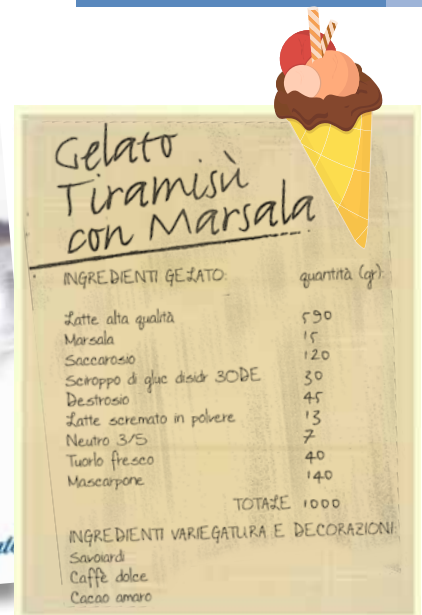 Gelato
Tiramisù
con Marsala
INGREDIENTI GELATO: quantità (gr):
Latte alta qualità 590
Marsala 15
Saccarosio 120
Sciroppo di gluc disidr 30DE 30
Destrosio 45
Latte scremato in polvere 13
Neutro 3/5 7
Tuorlo fresco 40
Mascarpone 140
TOTALE 1000
INGREDIENTI VARIEGATURA E DECORAZIONI:
Savoiardi
Caffè dolce
Cacao amaro